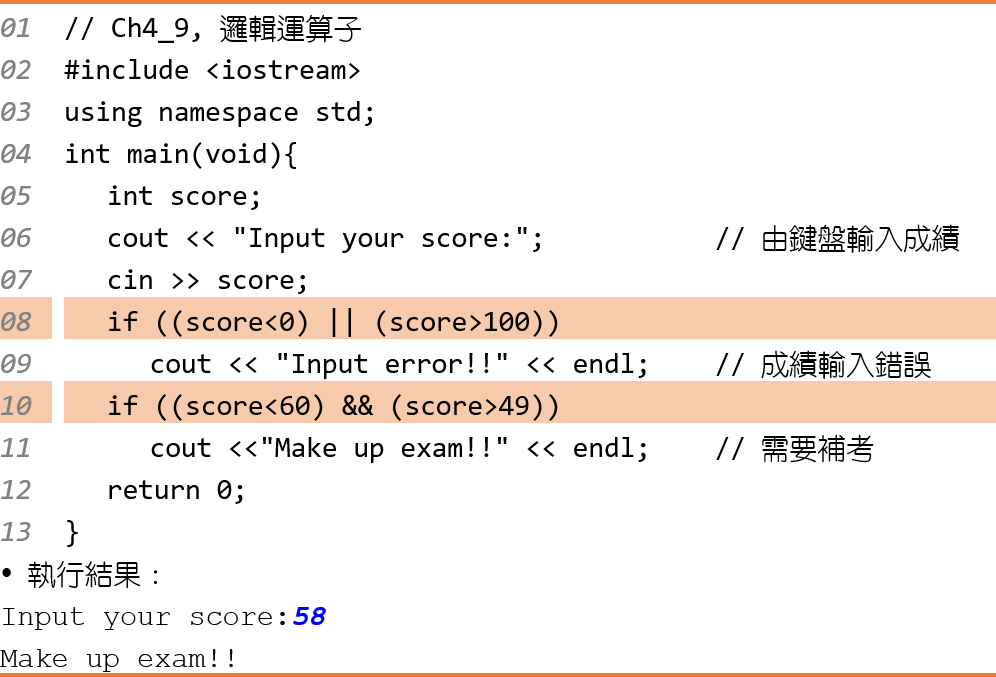 01 // Ch4_9, 邏輯運算子
02 #include <iostream>
03 using namespace std;
04 int main(void){
05    int score;
06    cout << "Input your score:";           // 由鍵盤輸入成績
07    cin >> score;
08    if ((score<0) || (score>100))
09       cout << "Input error!!" << endl;    // 成績輸入錯誤
10    if ((score<60) && (score>49))
11       cout <<"Make up exam!!" << endl;    // 需要補考
12    return 0;
13 }
• 執行結果：
Input your score:58
Make up exam!!